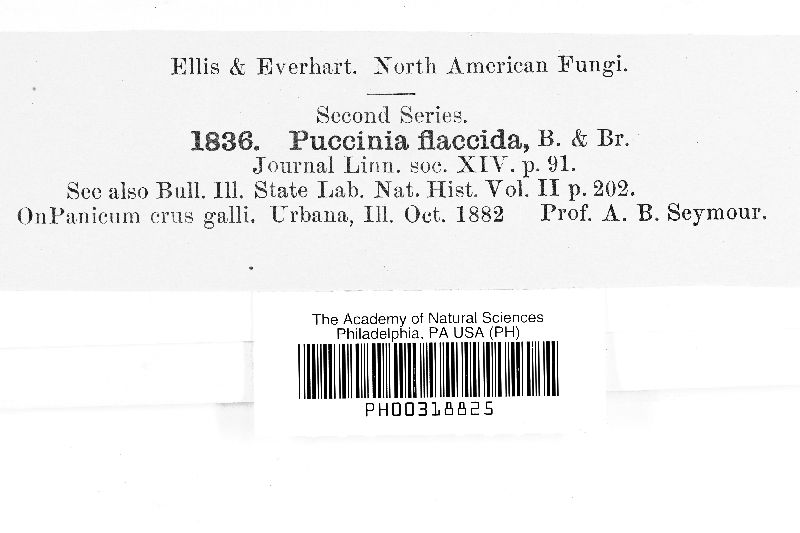 Ellis & Everhart. North American Fungi.
Second Series.
1836. Puccinia flaccida, B. & Br.
Journal Linn. soc. XIV. p. 91.
See also Bull. Ill. State Lab. Nat. Hist. Vol. II p. 202.
OnPanicum crus galli. Urbana, Ill. Oct. 1882 Prof. A. B. Seymour.
The Academy of Natural Sciences
Philadelphia, PA USA (PH)
PH00318825